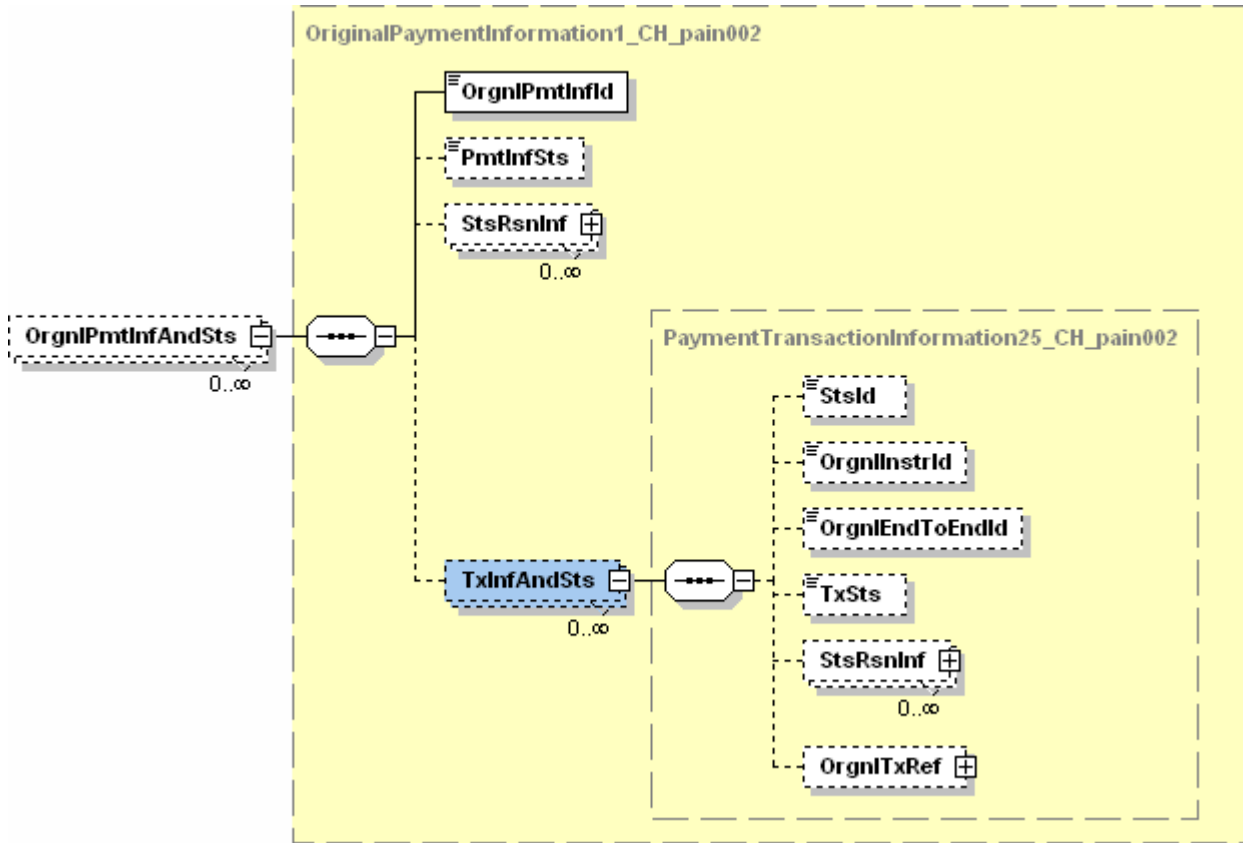 OriginalPaymentInformation1_CH_pain002
OrgnlPmtInfId
PmtInfSts
StsRsnInf
0..∞
OrgnlPmtInfAndSts
0..∞
PaymentTransactionInformation25_CH_pain002
StsId
OrgnlInstrId
OrgnlEndToEndId
TxInfAndSts
0..∞
TxSts
StsRsnInf
0..∞
OrgnlTxRef